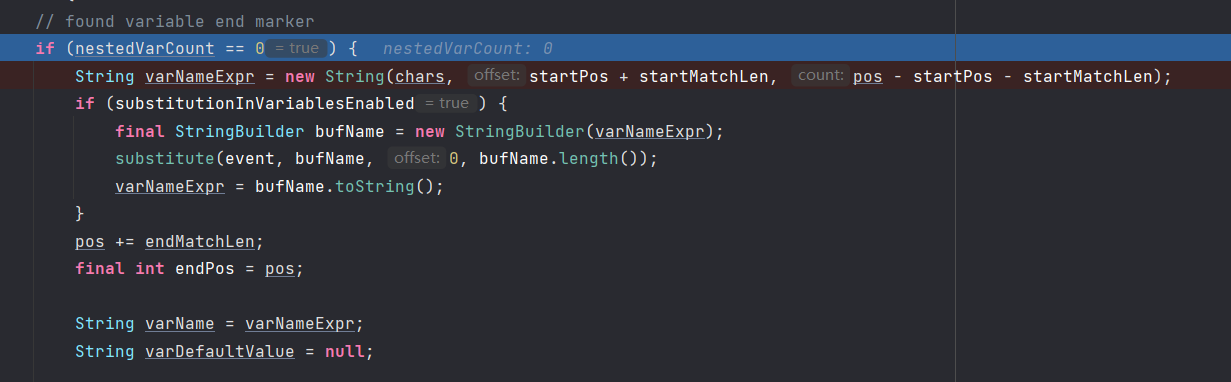 // found variable end marker
if (nestedVarCount == 0 = true ) { nestedVarCount: 0
String varNameExpr = new String(chars, offset: startPos + startMatchLen, count: pos - startPos - startMatchLen);
if (substitutionInVariablesEnabled = true ) {
final StringBuilder bufName = new StringBuilder(varNameExpr);
substitute(event, bufName, offset: 0, bufName.length());
varNameExpr = bufName.toString();
}
pos += endMatchLen;
final int endPos = pos;
String varName = varNameExpr;
String varDefaultValue = null;